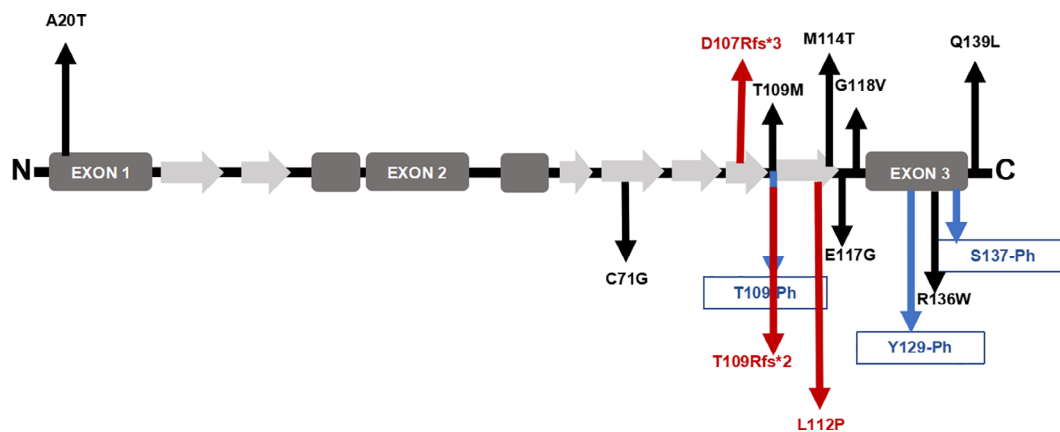 A20T
D107Rfs*3
M114T
Q139L
T109M
G118V
N
EXON 1
EXON 2
EXON 3
C
C71G
E117G
S137-Ph
T109-Ph
R136W
Y129-Ph
T109Rfs*2
L112P